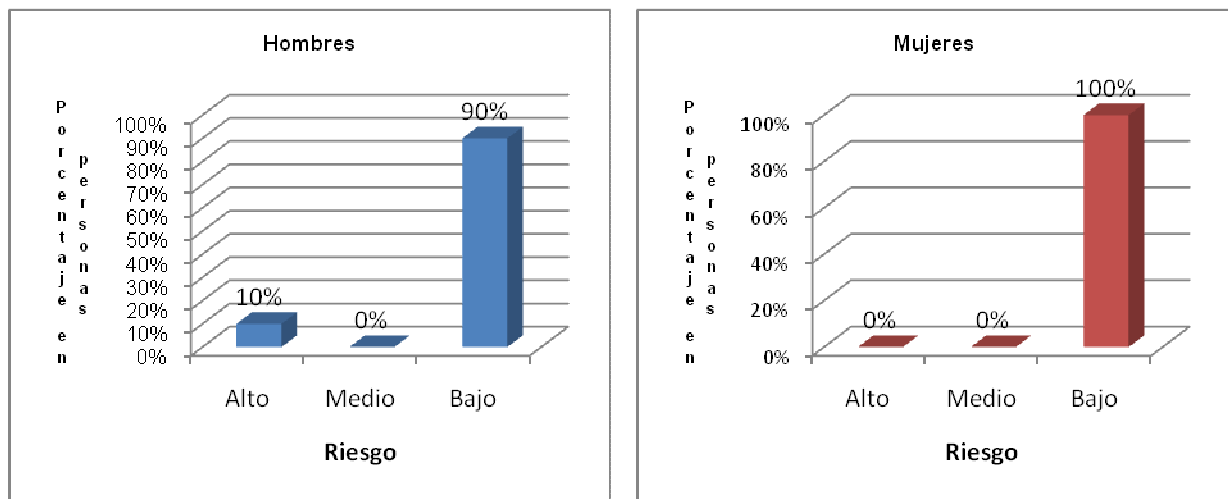 Hombres
Porcentaje en
personas
100%
90%
80%
70%
60%
50%
40%
30%
20%
10%
0%
10%
0%
90%
Alto Medio Bajo
Riesgo
Mujeres
Porcentaje en
personas
100%
80%
60%
40%
20%
0%
0%
0%
100%
Alto Medio Bajo
Riesgo